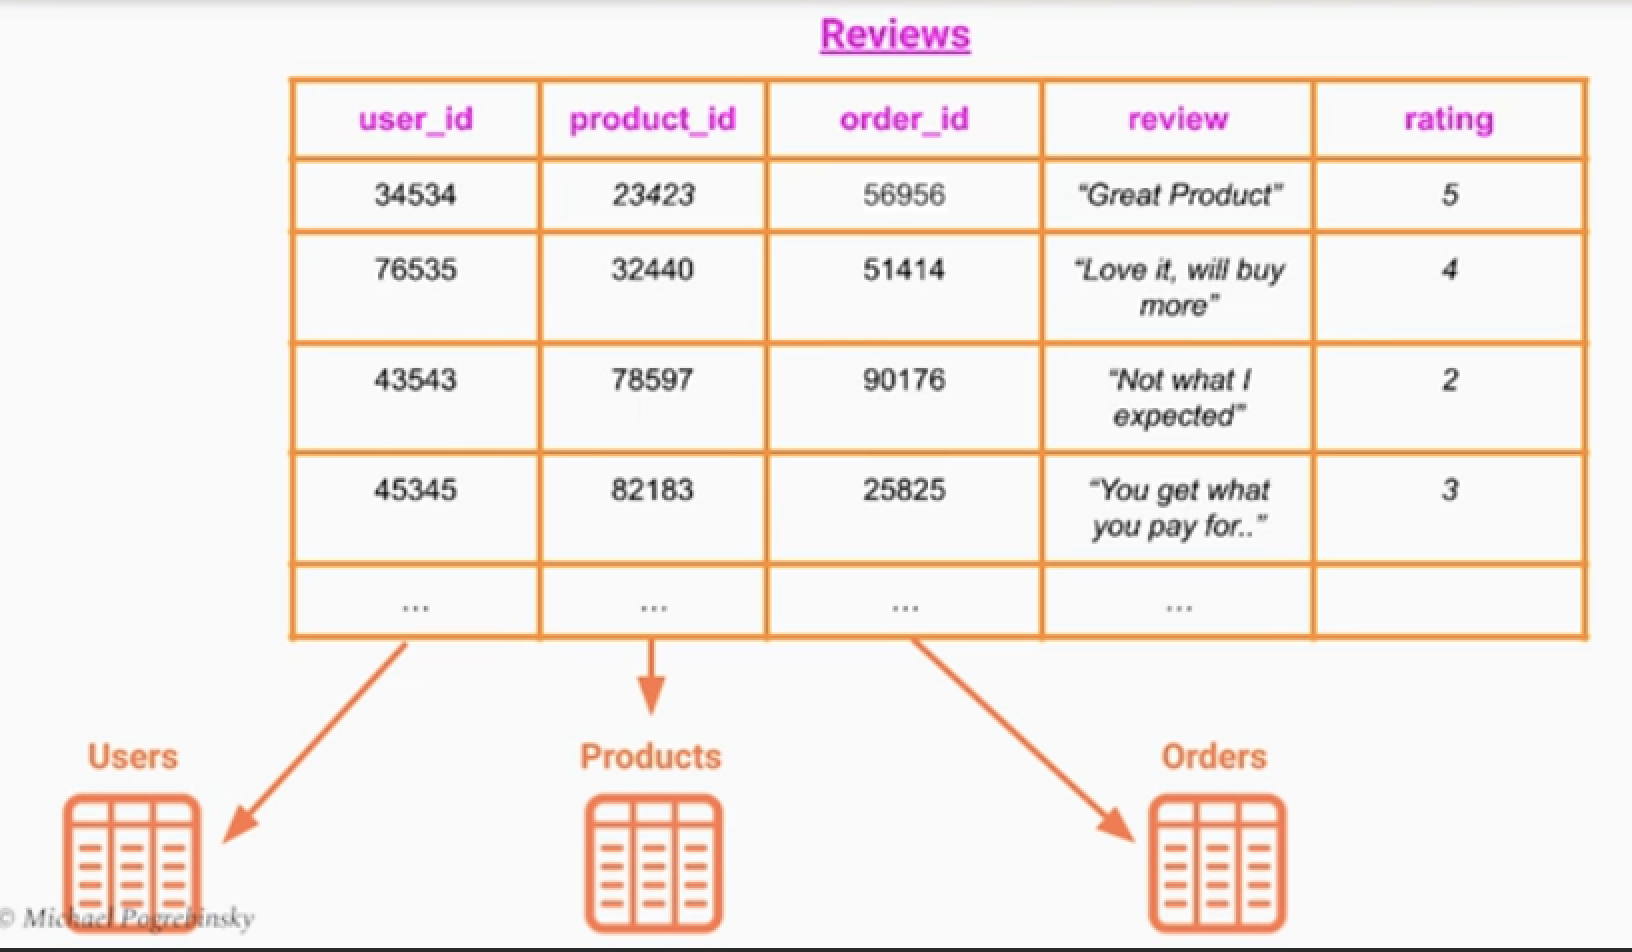 Reviews
user_id product_id order_id review rating
34534 23423 56956 “Great Product” 5
76535 32440 51414 “Love it, will buy 4
more”
43543 78597 90176 “Not what I 2
expected”
45345 82183 25825 “You get what 3
you pay for..”
... ... ... ...
Users Products Orders
© Michael Pogrebinsky